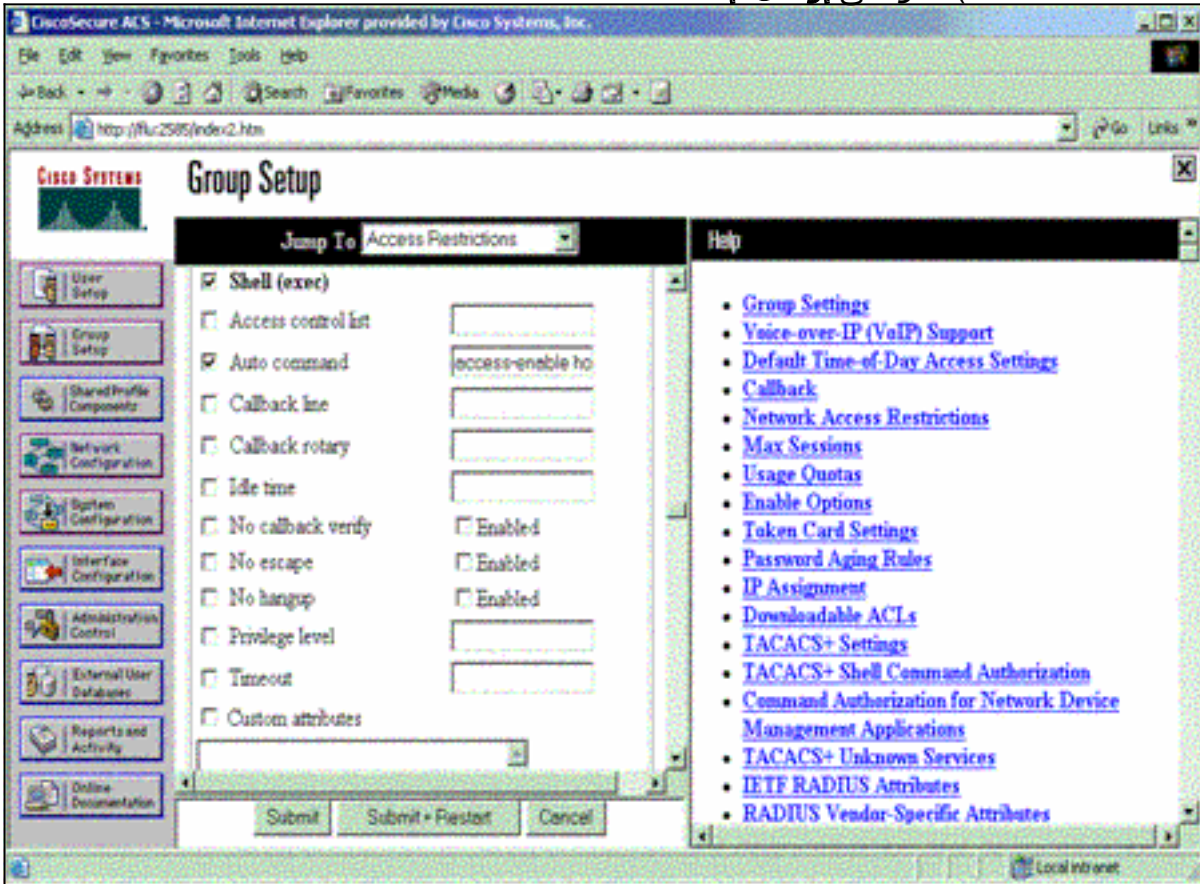 CiscoSecure ACS - Microsoft Internet Explorer provided by Cisco Systems, Inc.
File Edit View Favorites Tools Help
Back Search Favorites Media
Address http://flu:2585/index2.htm Go Links »
CISCO SYSTEMS
Group Setup
Jump To Access Restrictions
Shell (exec)
Access control list
Auto command access-enable ho
Callback line
Callback rotary
Idle time
No callback verify Enabled
No escape Enabled
No hangup Enabled
Privilege level
Timeout
Custom attributes
Submit Submit + Restart Cancel
User Setup
Group Setup
Shared Profile Components
Network Configuration
System Configuration
Interface Configuration
Administration Control
External User Databases
Reports and Activity
Online Documentation
Help
Group Settings
Voice-over-IP (VoIP) Support
Default Time-of-Day Access Settings
Callback
Network Access Restrictions
Max Sessions
Usage Quotas
Enable Options
Token Card Settings
Password Aging Rules
IP Assignment
Downloadable ACLs
TACACS+ Settings
TACACS+ Shell Command Authorization
Command Authorization for Network Device
Management Applications
TACACS+ Unknown Services
IETF RADIUS Attributes
RADIUS Vendor-Specific Attributes
Local intranet